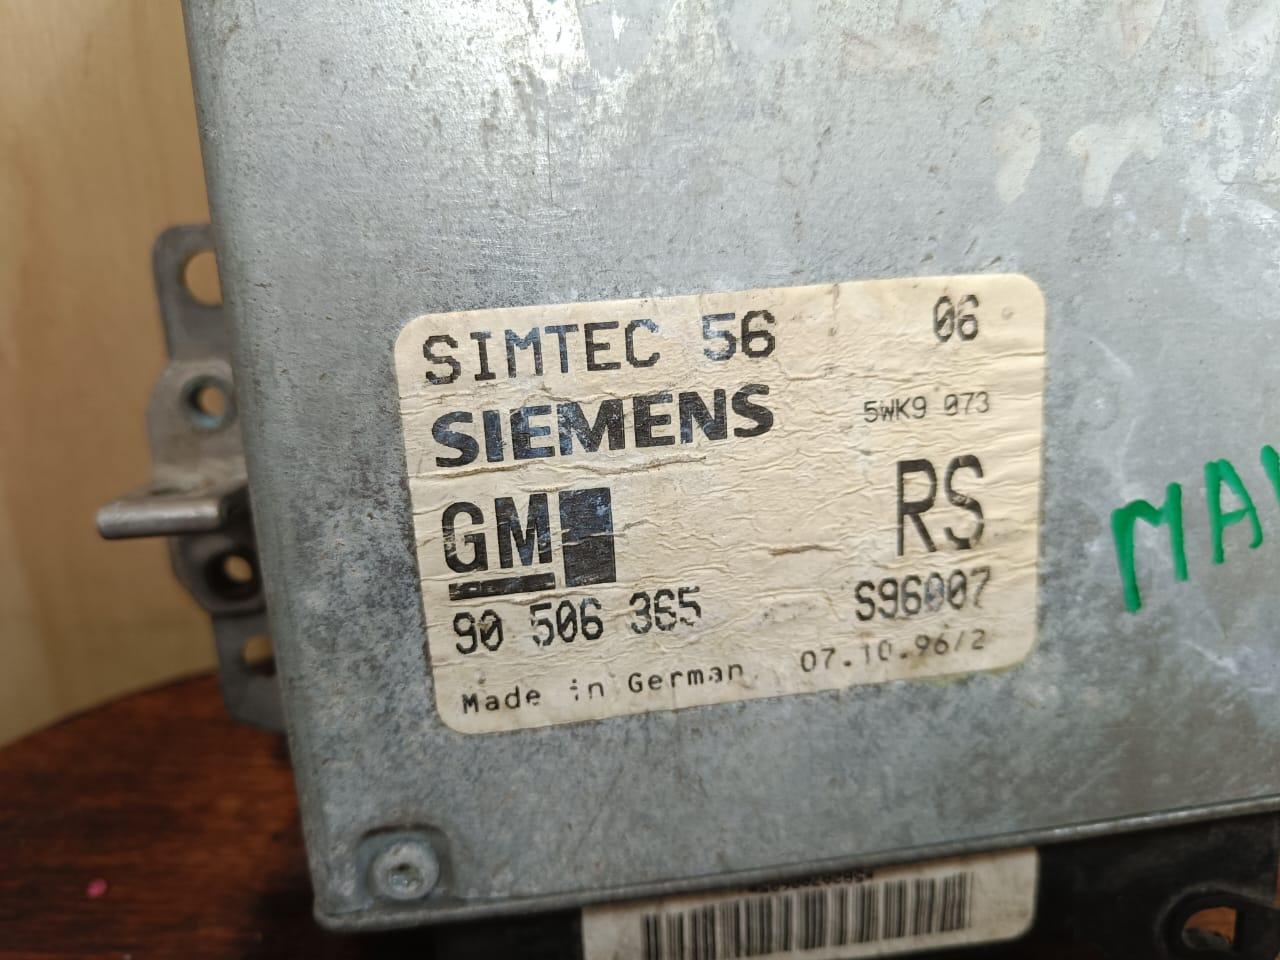 SIMTEC 56 06
SIEMENS 5WK9 073
GM RS
90 506 365 S96007
Made in German 07.10.96/2
MA